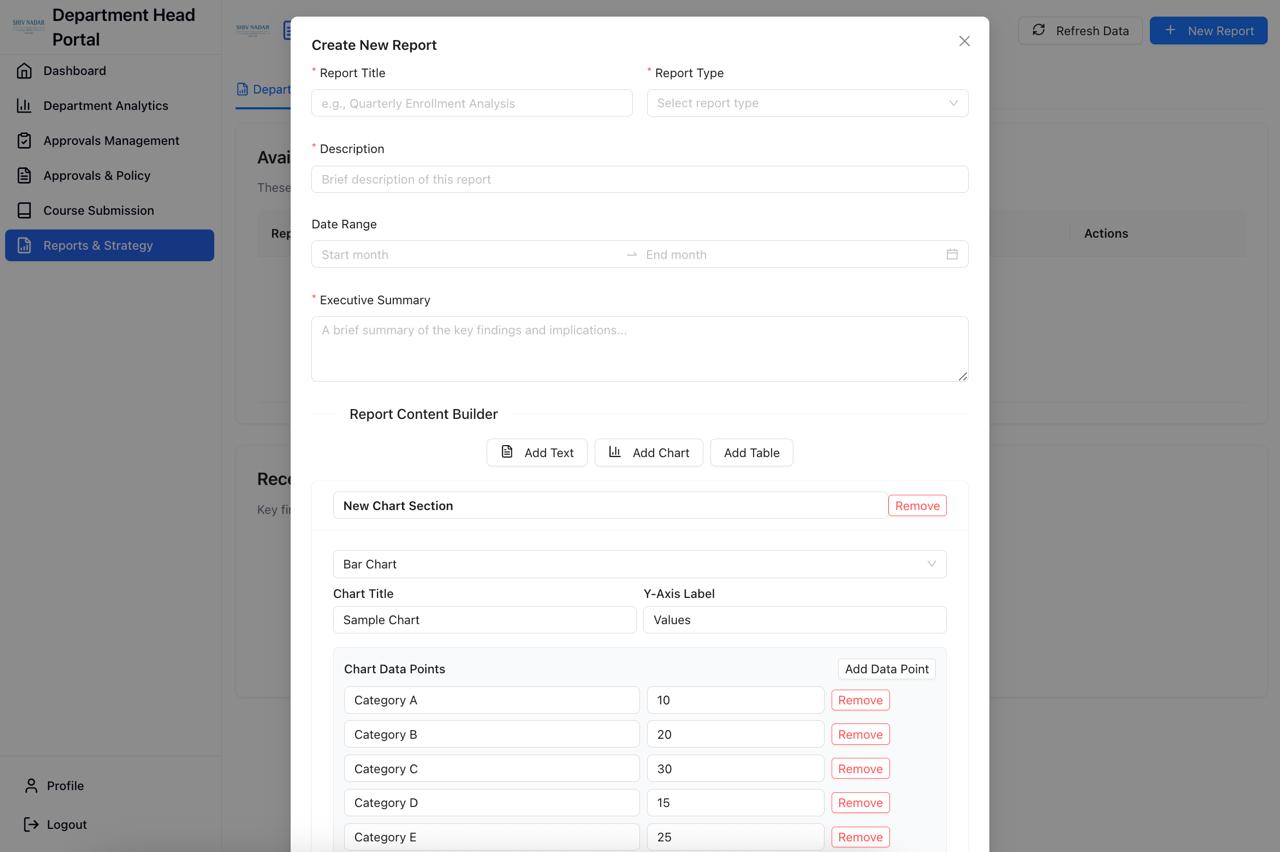 SHIV NADAR
Department Head
Portal
Dashboard
Department Analytics
Approvals Management
Approvals & Policy
Course Submission
Reports & Strategy
Profile
Logout
SHIV NADAR
Refresh Data
New Report
Depart
Avai
These
Rep
Actions
Rece
Key fin
Create New Report
* Report Title
* Report Type
e.g., Quarterly Enrollment Analysis
Select report type
* Description
Brief description of this report
Date Range
Start month
End month
* Executive Summary
A brief summary of the key findings and implications...
Report Content Builder
Add Text
Add Chart
Add Table
New Chart Section
Remove
Bar Chart
Chart Title
Y-Axis Label
Sample Chart
Values
Chart Data Points
Add Data Point
Category A
10
Remove
Category B
20
Remove
Category C
30
Remove
Category D
15
Remove
Category E
25
Remove